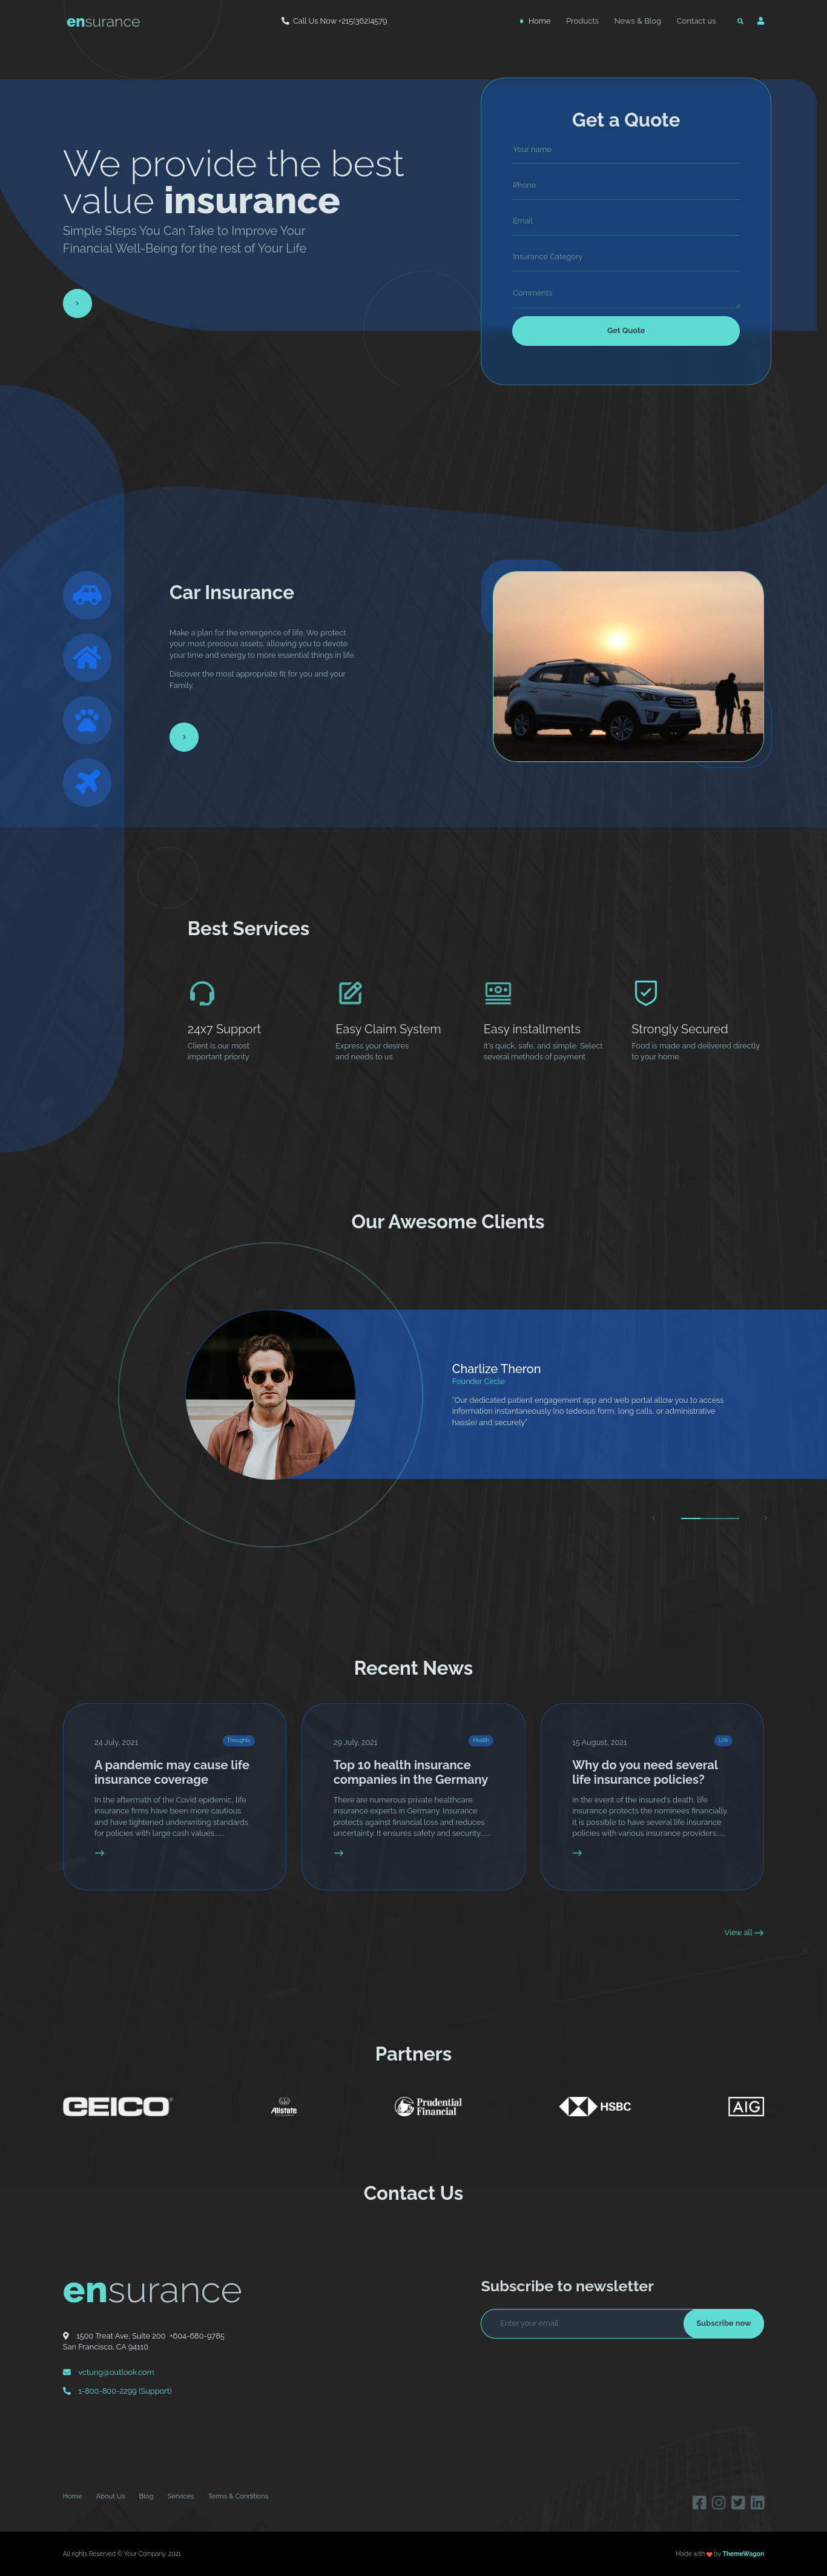 ensurance
Call Us Now +215(362)4579
Home
Products
News & Blog
Contact us
We provide the best
value insurance
Simple Steps You Can Take to Improve Your
Financial Well-Being for the rest of Your Life
Get a Quote
Your name
Phone
Email
Insurance Category
Comments
Get Quote
Car Insurance
Make a plan for the emergence of life. We protect
your most precious assets, allowing you to devote
your time and energy to more essential things in life.
Discover the most appropriate fit for you and your
Family.
Best Services
24x7 Support
Client is our most
important priority
Easy Claim System
Express your desires
and needs to us
Easy installments
It's quick, safe, and simple. Select
several methods of payment
Strongly Secured
Food is made and delivered directly
to your home.
Our Awesome Clients
Charlize Theron
Founder Circle
"Our dedicated patient engagement app and web portal allow you to access
information instantaneously (no tedeous form, long calls, or administrative
hassle) and securely"
Recent News
24 July, 2021
Thoughts
A pandemic may cause life
insurance coverage
In the aftermath of the Covid epidemic, life
insurance firms have been more cautious
and have tightened underwriting standards
for policies with large cash values......
29 July, 2021
Health
Top 10 health insurance
companies in the Germany
There are numerous private healthcare
insurance experts in Germany. Insurance
protects against financial loss and reduces
uncertainty. It ensures safety and security......
15 August, 2021
Life
Why do you need several
life insurance policies?
In the event of the insured's death, life
insurance protects the nominees financially.
It is possible to have several life insurance
policies with various insurance providers......
View all
Partners
GEICO
Allstate
Prudential
Financial
HSBC
AIG
Contact Us
ensurance
1500 Treat Ave, Suite 200 +604-680-9785
San Francisco, CA 94110
vctung@outlook.com
1-800-800-2299 (Support)
Subscribe to newsletter
Enter your email
Subscribe now
Home
About Us
Blog
Services
Terms & Conditions
All rights Reserved © Your Company, 2021
Made with ❤ by ThemeWagon